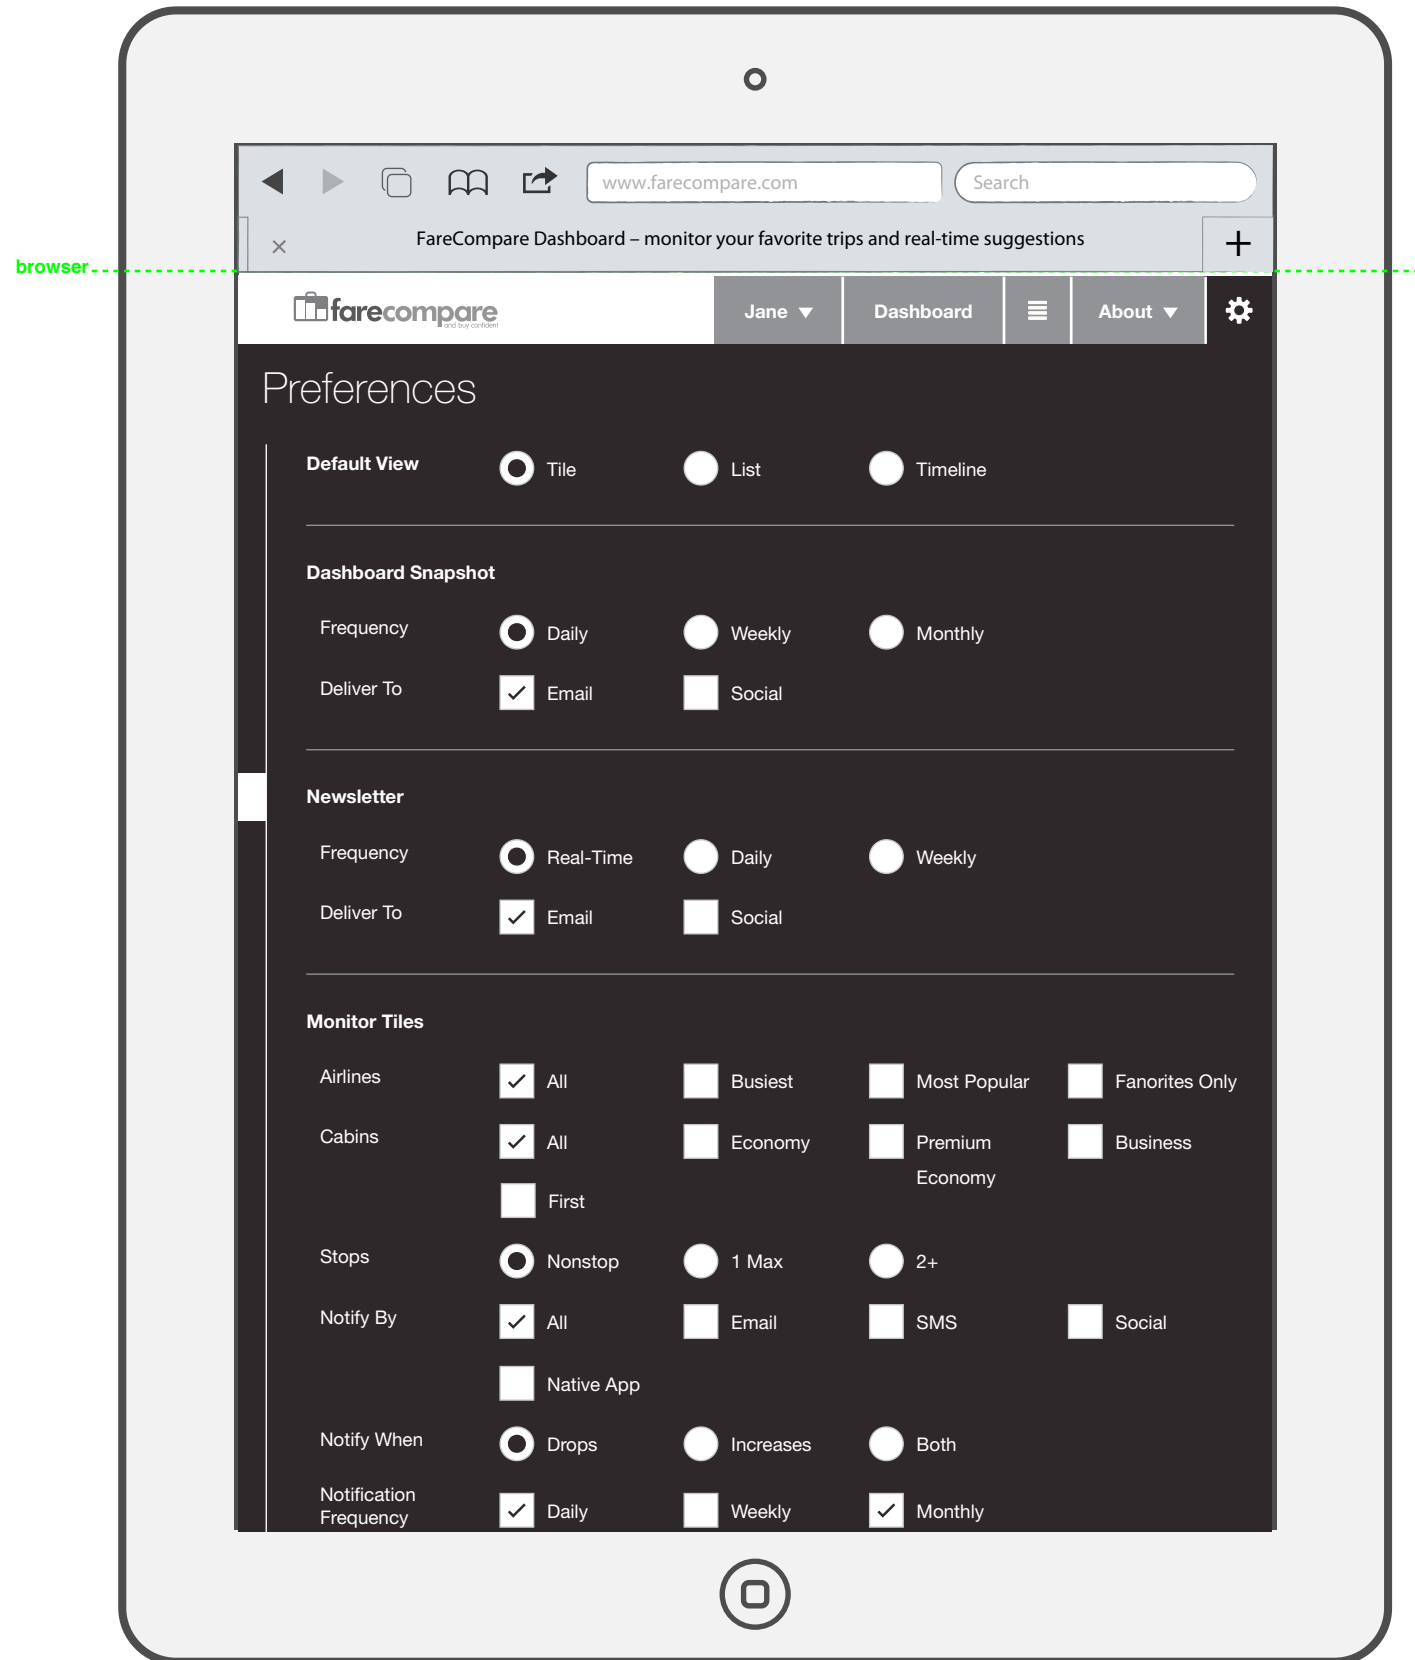 www.farecompare.com
Search
FareCompare Dashboard – monitor your favorite trips and real-time suggestions
browser
farecompare
and buy confident
Jane
Dashboard
About
Preferences
Default View
Tile
List
Timeline
Dashboard Snapshot
Frequency
Daily
Weekly
Monthly
Deliver To
Email
Social
Newsletter
Frequency
Real-Time
Daily
Weekly
Deliver To
Email
Social
Monitor Tiles
Airlines
All
Busiest
Most Popular
Fanorites Only
Cabins
All
Economy
Premium
Economy
Business
First
Stops
Nonstop
1 Max
2+
Notify By
All
Email
SMS
Social
Native App
Notify When
Drops
Increases
Both
Notification
Frequency
Daily
Weekly
Monthly